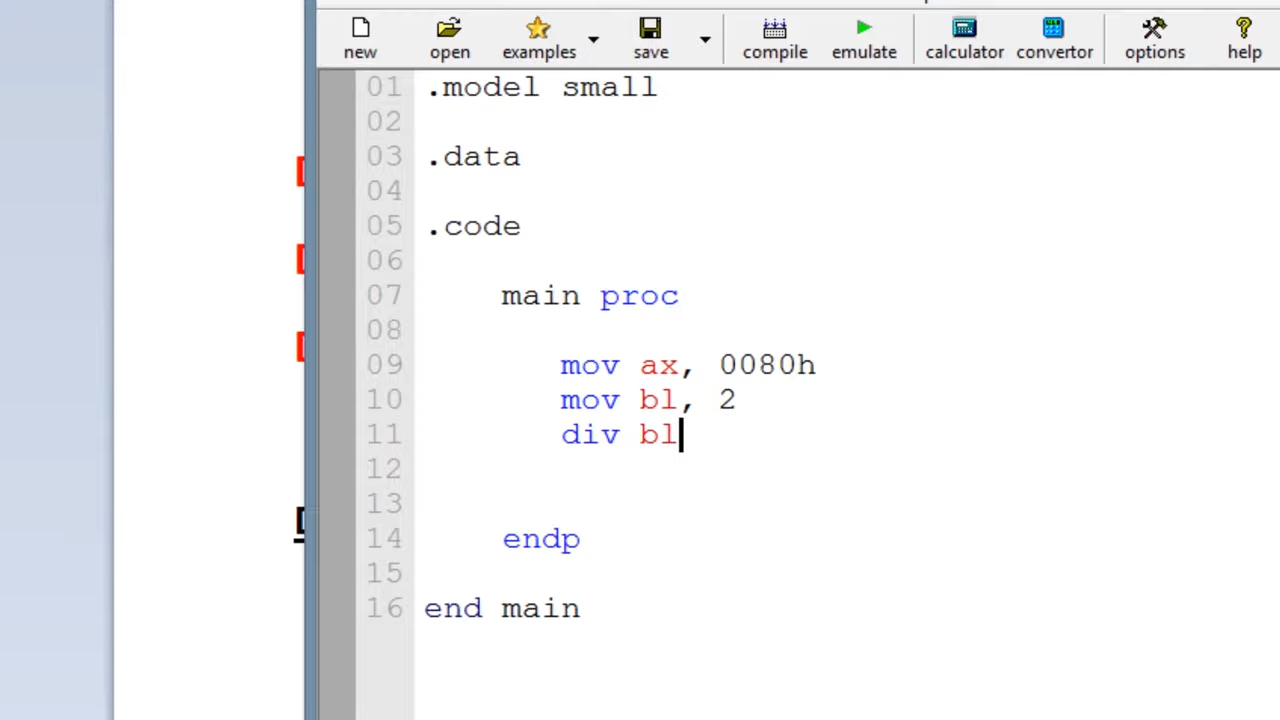 new open examples save compile emulate calculator convertor options help
01 .model small
02
03 .data
04
05 .code
06
07 main proc
08
09 mov ax, 0080h
10 mov bl, 2
11 div bl
12
13
14 endp
15
16 end main